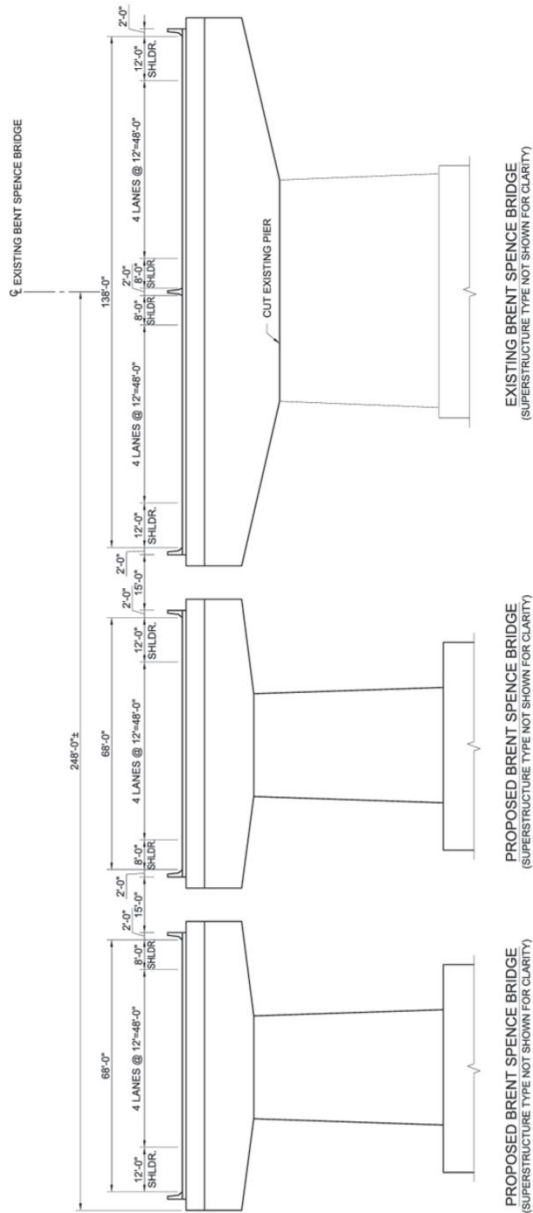 ℄ EXISTING BENT SPENCE BRIDGE
248'-0"±
68'-0"
68'-0"
138'-0"
12'-0"
SHLDR.
4 LANES @ 12'=48'-0"
8'-0"
SHLDR.
2'-0"
15'-0"
2'-0"
8'-0"
SHLDR.
4 LANES @ 12'=48'-0"
12'-0"
SHLDR.
2'-0"
15'-0"
2'-0"
12'-0"
SHLDR.
4 LANES @ 12'=48'-0"
8'-0"
SHLDR.
2'-0"
8'-0"
SHLDR.
4 LANES @ 12'=48'-0"
12'-0"
SHLDR.
2'-0"
CUT EXISTING PIER
PROPOSED BRENT SPENCE BRIDGE
(SUPERSTRUCTURE TYPE NOT SHOWN FOR CLARITY)
PROPOSED BRENT SPENCE BRIDGE
(SUPERSTRUCTURE TYPE NOT SHOWN FOR CLARITY)
EXISTING BRENT SPENCE BRIDGE
(SUPERSTRUCTURE TYPE NOT SHOWN FOR CLARITY)